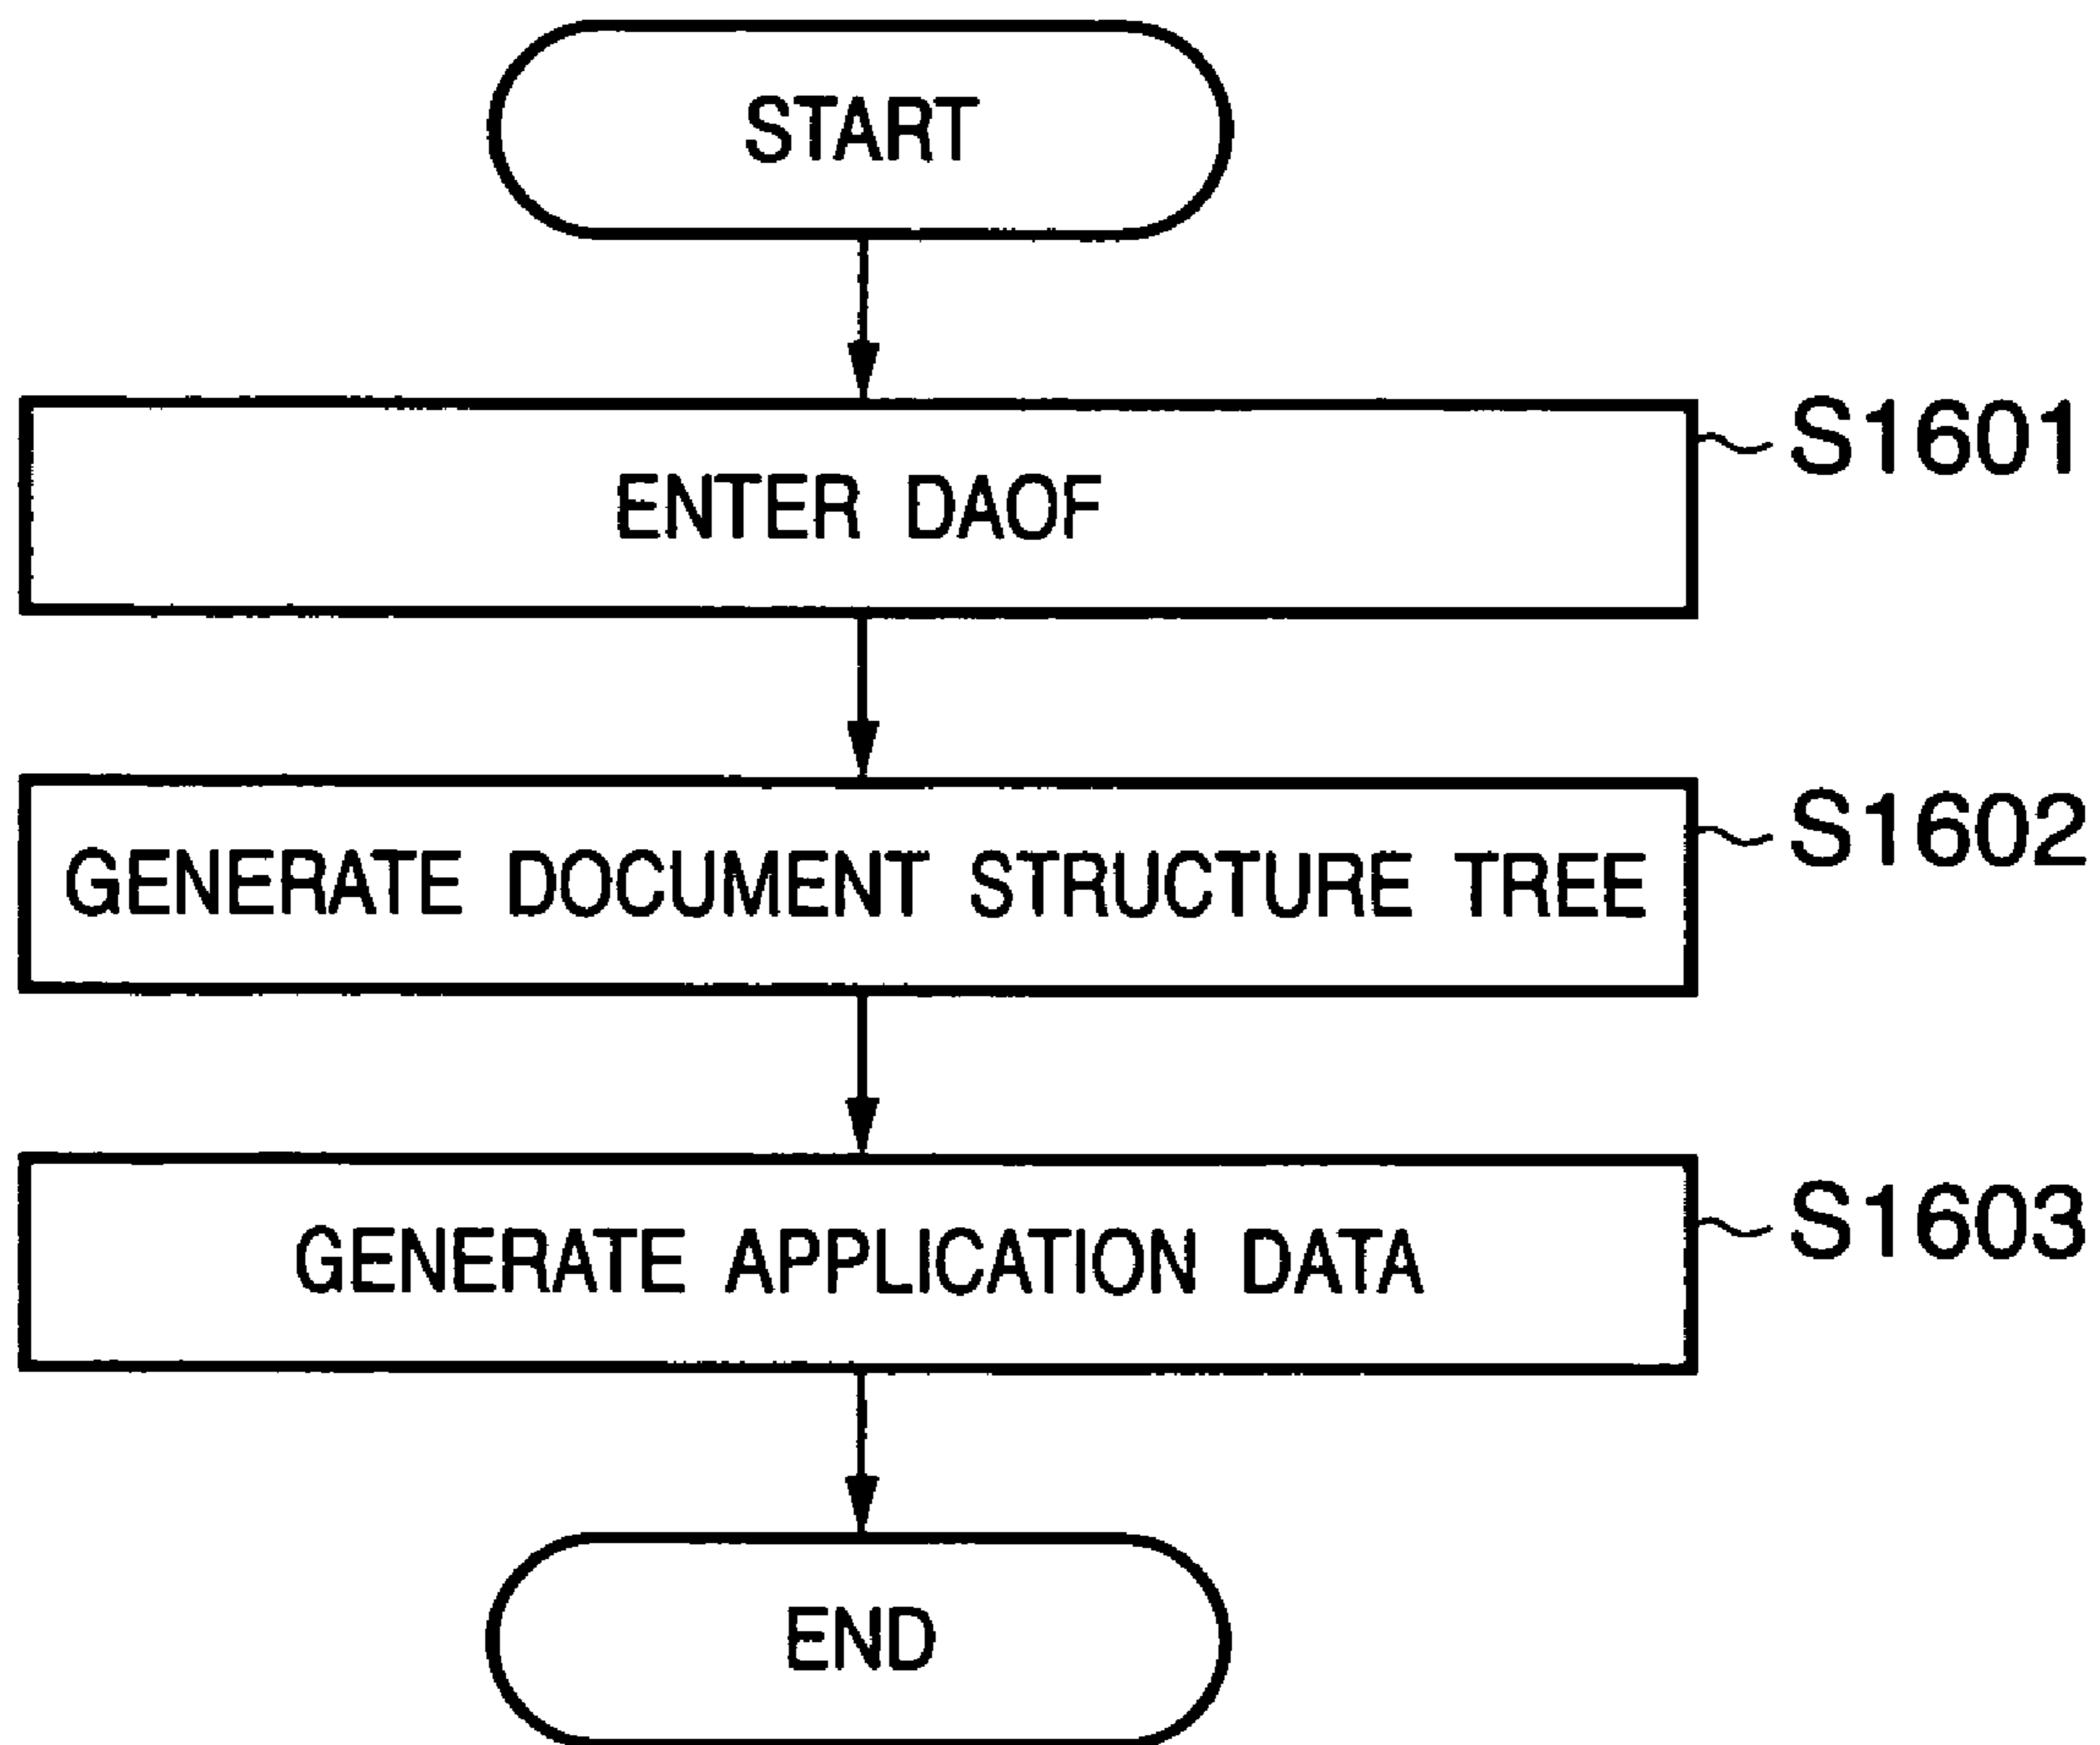 START
ENTER DAOF
S1601
GENERATE DOCUMENT STRUCTURE TREE
S1602
GENERATE APPLICATION DATA
S1603
END